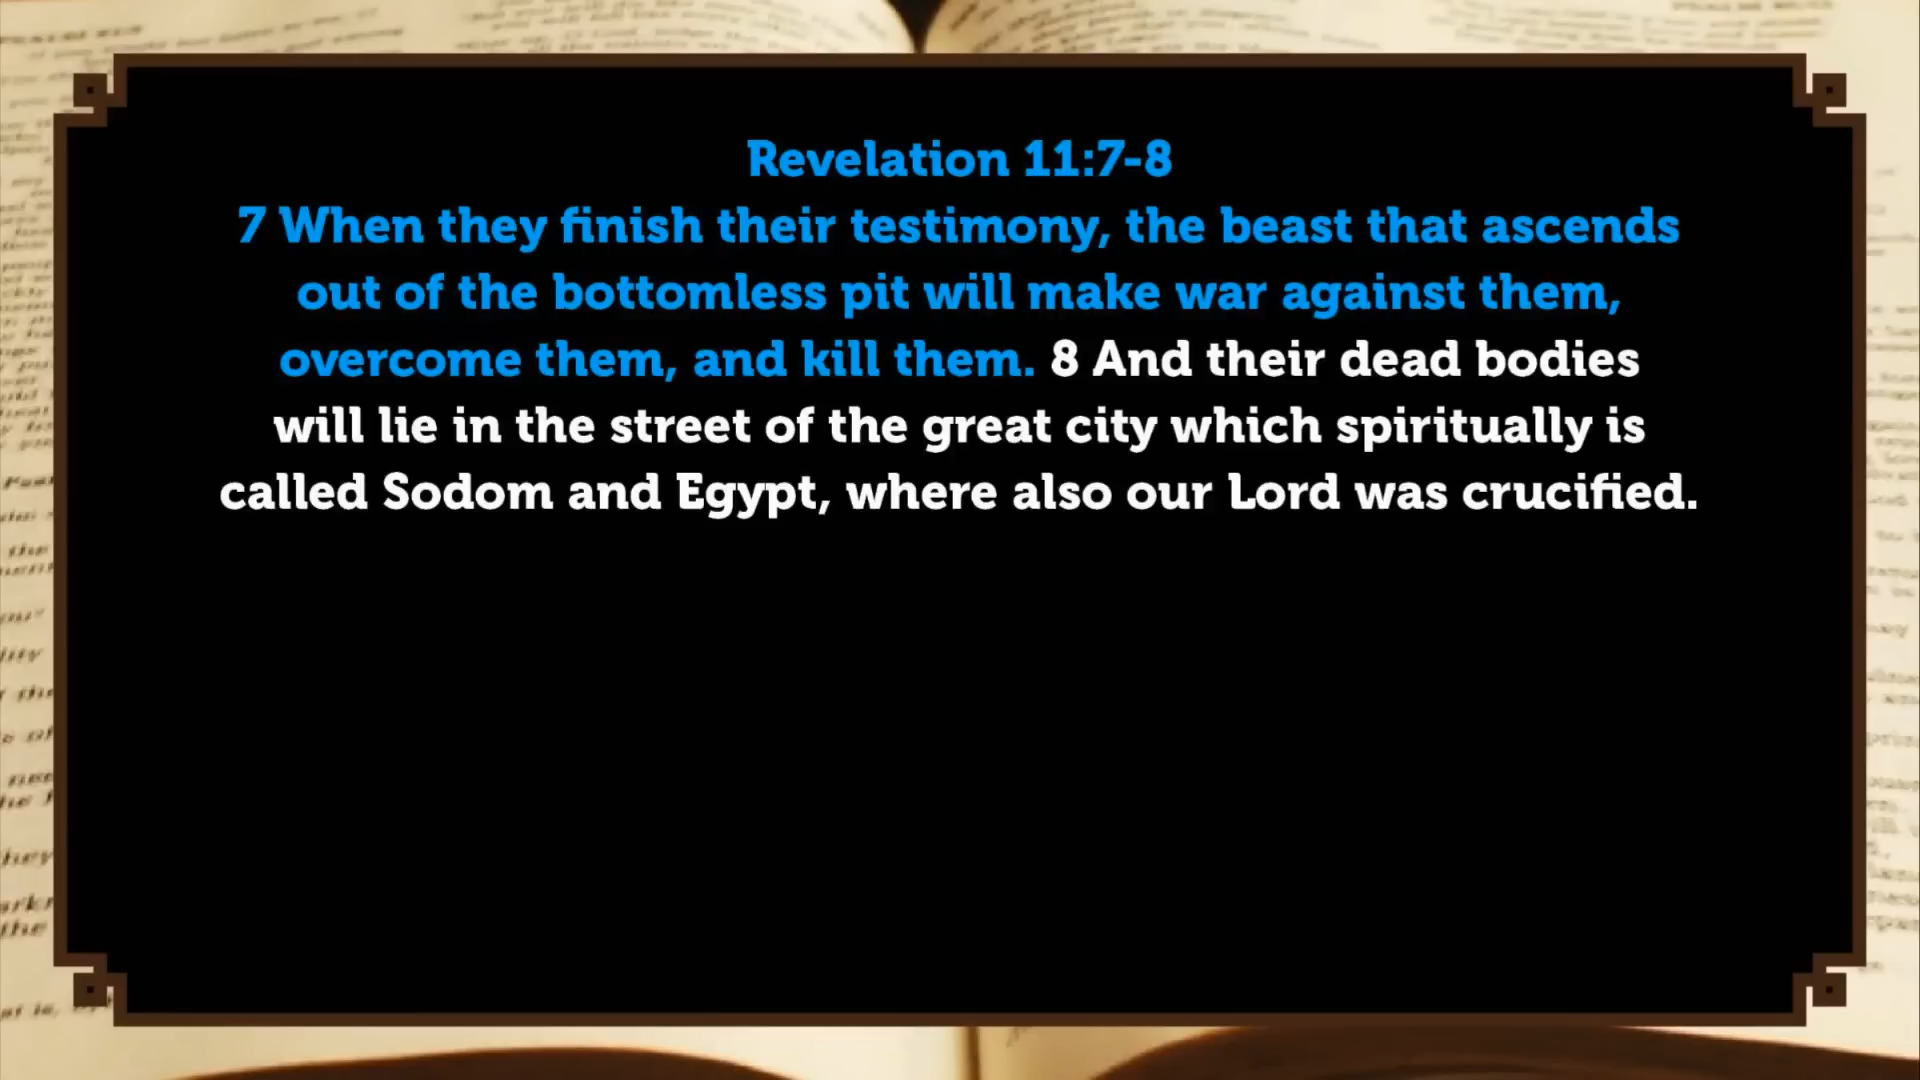 Revelation 11:7-8
7 When they finish their testimony, the beast that ascends
out of the bottomless pit will make war against them,
overcome them, and kill them. 8 And their dead bodies
will lie in the street of the great city which spiritually is
called Sodom and Egypt, where also our Lord was crucified.